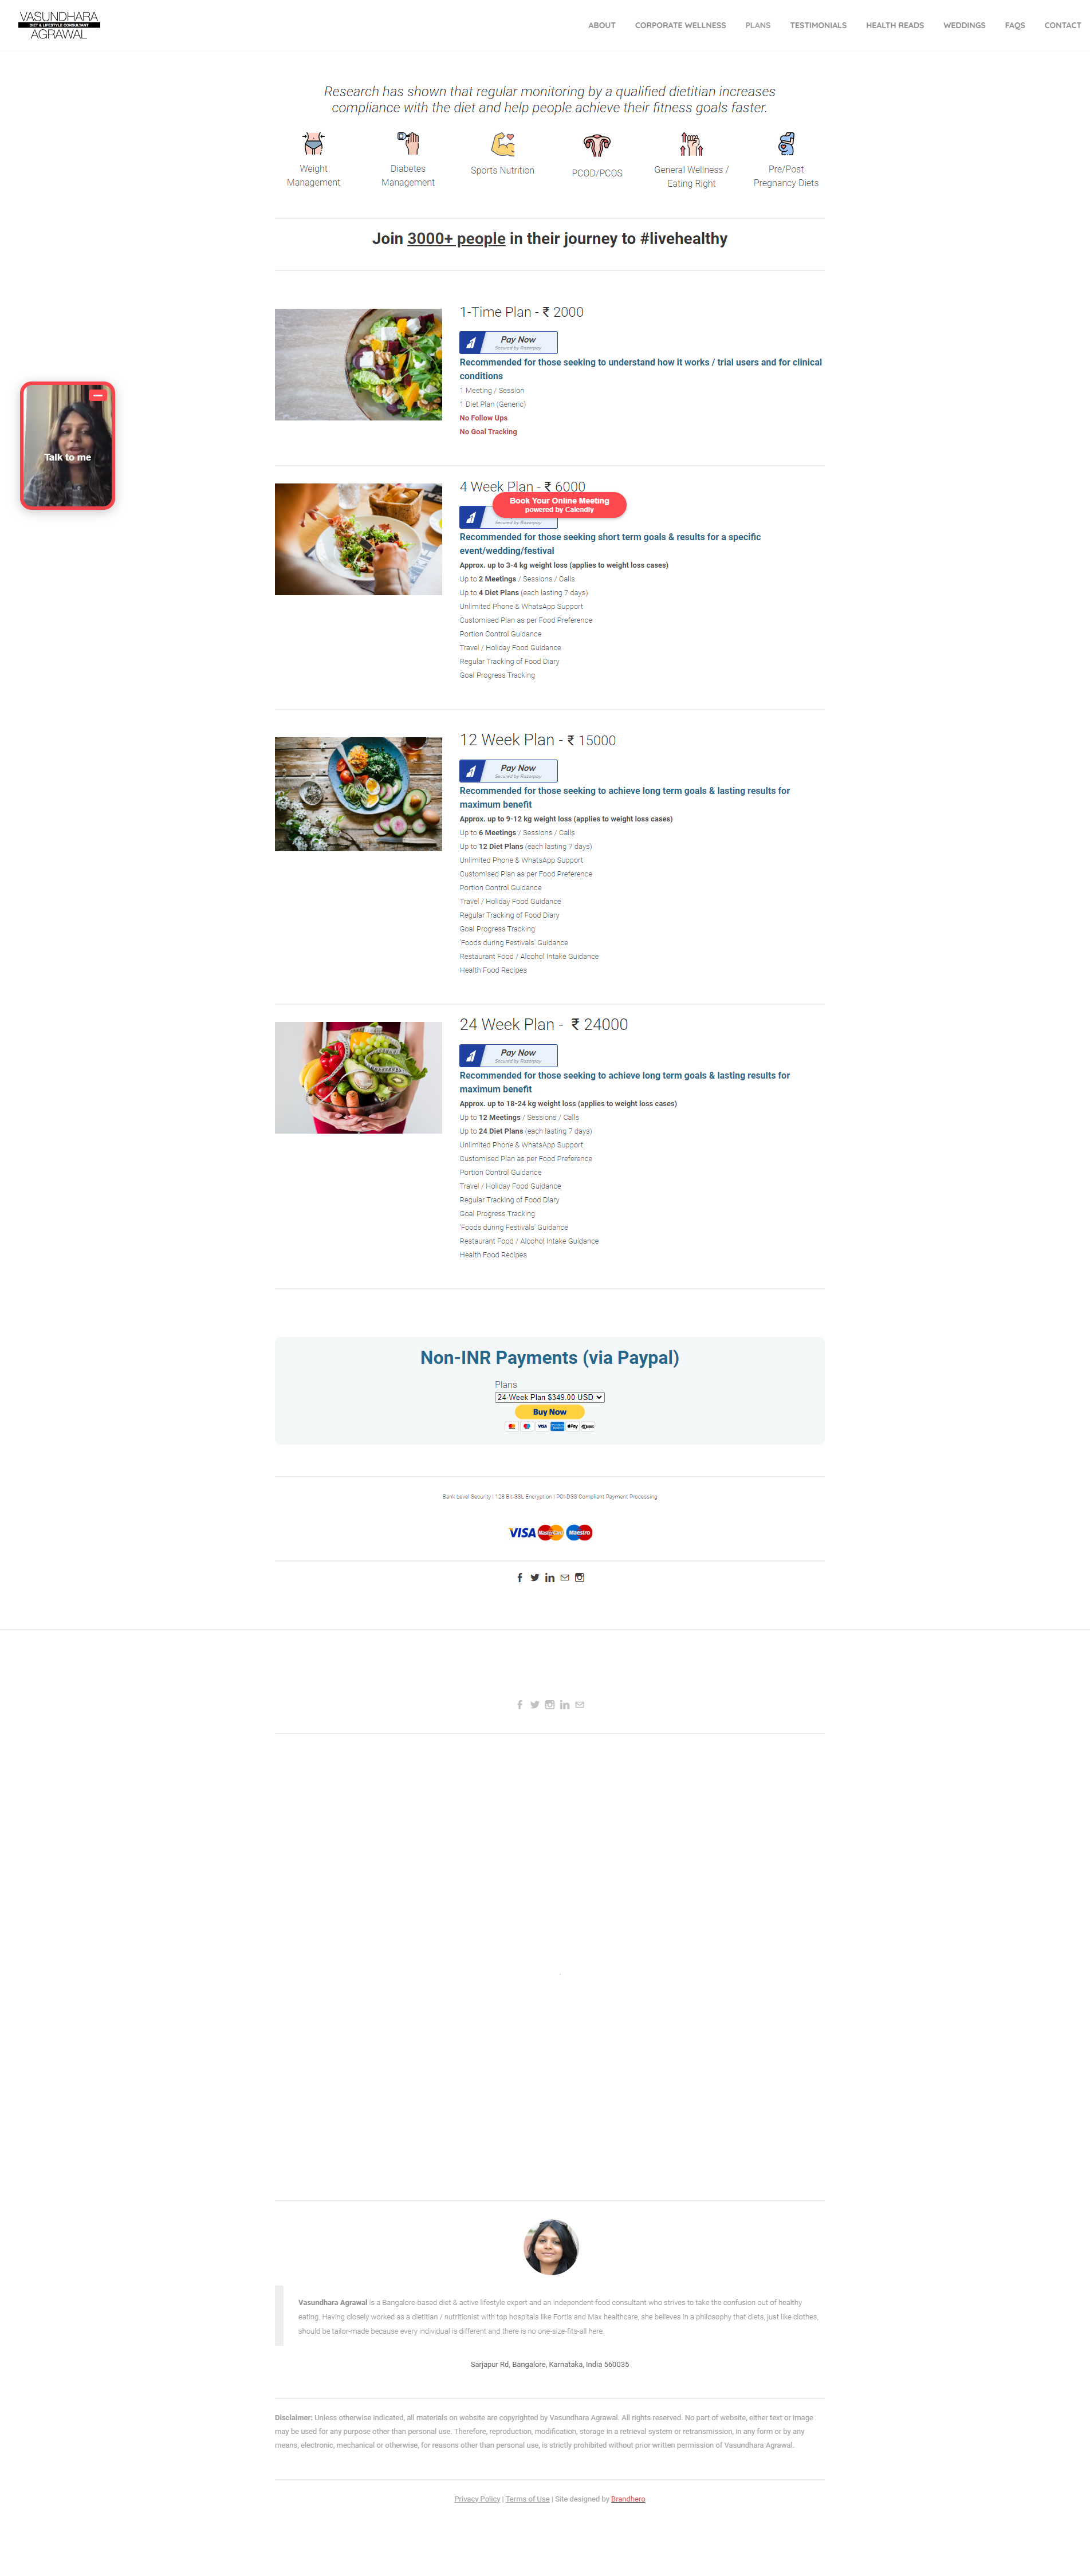 VASUNDHARA
DIET & LIFESTYLE CONSULTANT
AGRAWAL
ABOUT
CORPORATE WELLNESS
PLANS
TESTIMONIALS
HEALTH READS
WEDDINGS
FAQS
CONTACT
Research has shown that regular monitoring by a qualified dietitian increases
compliance with the diet and help people achieve their fitness goals faster.
Weight
Management
Diabetes
Management
Sports Nutrition
PCOD/PCOS
General Wellness /
Eating Right
Pre/Post
Pregnancy Diets
Join 3000+ people in their journey to #livehealthy
1-Time Plan - ₹ 2000
Pay Now
Secured by Razorpay
Recommended for those seeking to understand how it works / trial users and for clinical
conditions
1 Meeting / Session
1 Diet Plan (Generic)
No Follow Ups
No Goal Tracking
Talk to me
4 Week Plan - ₹ 6000
Book Your Online Meeting
powered by Calendly
Secured by Razorpay
Recommended for those seeking short term goals & results for a specific
event/wedding/festival
Approx. up to 3-4 kg weight loss (applies to weight loss cases)
Up to 2 Meetings / Sessions / Calls
Up to 4 Diet Plans (each lasting 7 days)
Unlimited Phone & WhatsApp Support
Customised Plan as per Food Preference
Portion Control Guidance
Travel / Holiday Food Guidance
Regular Tracking of Food Diary
Goal Progress Tracking
12 Week Plan - ₹ 15000
Pay Now
Secured by Razorpay
Recommended for those seeking to achieve long term goals & lasting results for
maximum benefit
Approx. up to 9-12 kg weight loss (applies to weight loss cases)
Up to 6 Meetings / Sessions / Calls
Up to 12 Diet Plans (each lasting 7 days)
Unlimited Phone & WhatsApp Support
Customised Plan as per Food Preference
Portion Control Guidance
Travel / Holiday Food Guidance
Regular Tracking of Food Diary
Goal Progress Tracking
'Foods during Festivals' Guidance
Restaurant Food / Alcohol Intake Guidance
Health Food Recipes
24 Week Plan - ₹ 24000
Pay Now
Secured by Razorpay
Recommended for those seeking to achieve long term goals & lasting results for
maximum benefit
Approx. up to 18-24 kg weight loss (applies to weight loss cases)
Up to 12 Meetings / Sessions / Calls
Up to 24 Diet Plans (each lasting 7 days)
Unlimited Phone & WhatsApp Support
Customised Plan as per Food Preference
Portion Control Guidance
Travel / Holiday Food Guidance
Regular Tracking of Food Diary
Goal Progress Tracking
'Foods during Festivals' Guidance
Restaurant Food / Alcohol Intake Guidance
Health Food Recipes
Non-INR Payments (via Paypal)
Plans
24-Week Plan $349.00 USD
Buy Now
VISA
Pay
Bank Level Security | 128 Bit-SSL Encryption | PCI-DSS Compliant Payment Processing
VISA MasterCard Maestro
Vasundhara Agrawal is a Bangalore-based diet & active lifestyle expert and an independent food consultant who strives to take the confusion out of healthy
eating. Having closely worked as a dietitian / nutritionist with top hospitals like Fortis and Max healthcare, she believes in a philosophy that diets, just like clothes,
should be tailor-made because every individual is different and there is no one-size-fits-all here.
Sarjapur Rd, Bangalore, Karnataka, India 560035
Disclaimer: Unless otherwise indicated, all materials on website are copyrighted by Vasundhara Agrawal. All rights reserved. No part of website, either text or image
may be used for any purpose other than personal use. Therefore, reproduction, modification, storage in a retrieval system or retransmission, in any form or by any
means, electronic, mechanical or otherwise, for reasons other than personal use, is strictly prohibited without prior written permission of Vasundhara Agrawal.
Privacy Policy | Terms of Use | Site designed by Brandhero